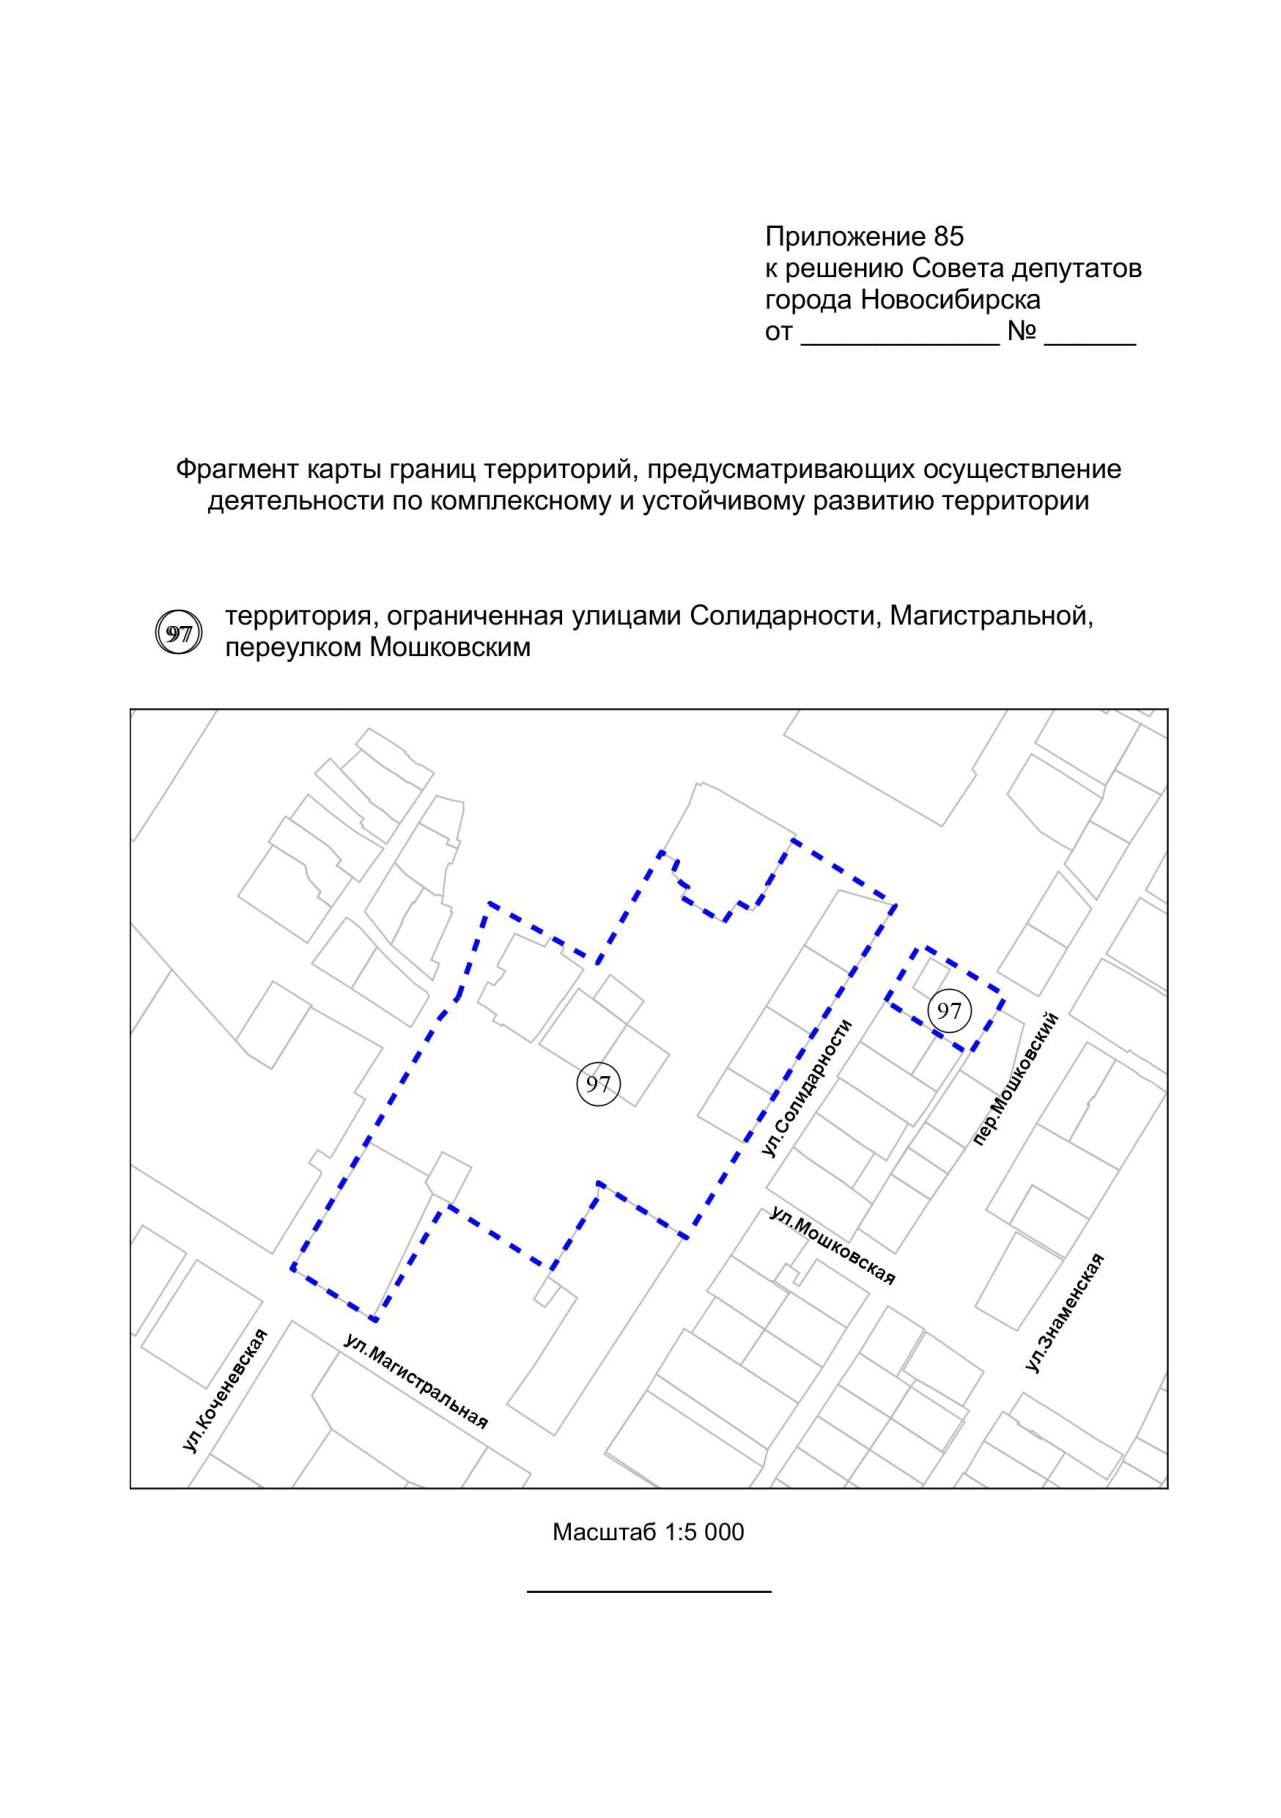 Приложение 85
к решению Совета депутатов
города Новосибирска
от _____________ № ______
Фрагмент карты границ территорий, предусматривающих осуществление
деятельности по комплексному и устойчивому развитию территории
97
территория, ограниченная улицами Солидарности, Магистральной,
переулком Мошковским
97
97
ул.Солидарности
пер.Мошковский
ул.Мошковская
ул.Знаменская
ул.Коченевская
ул.Магистральная
Масштаб 1:5 000